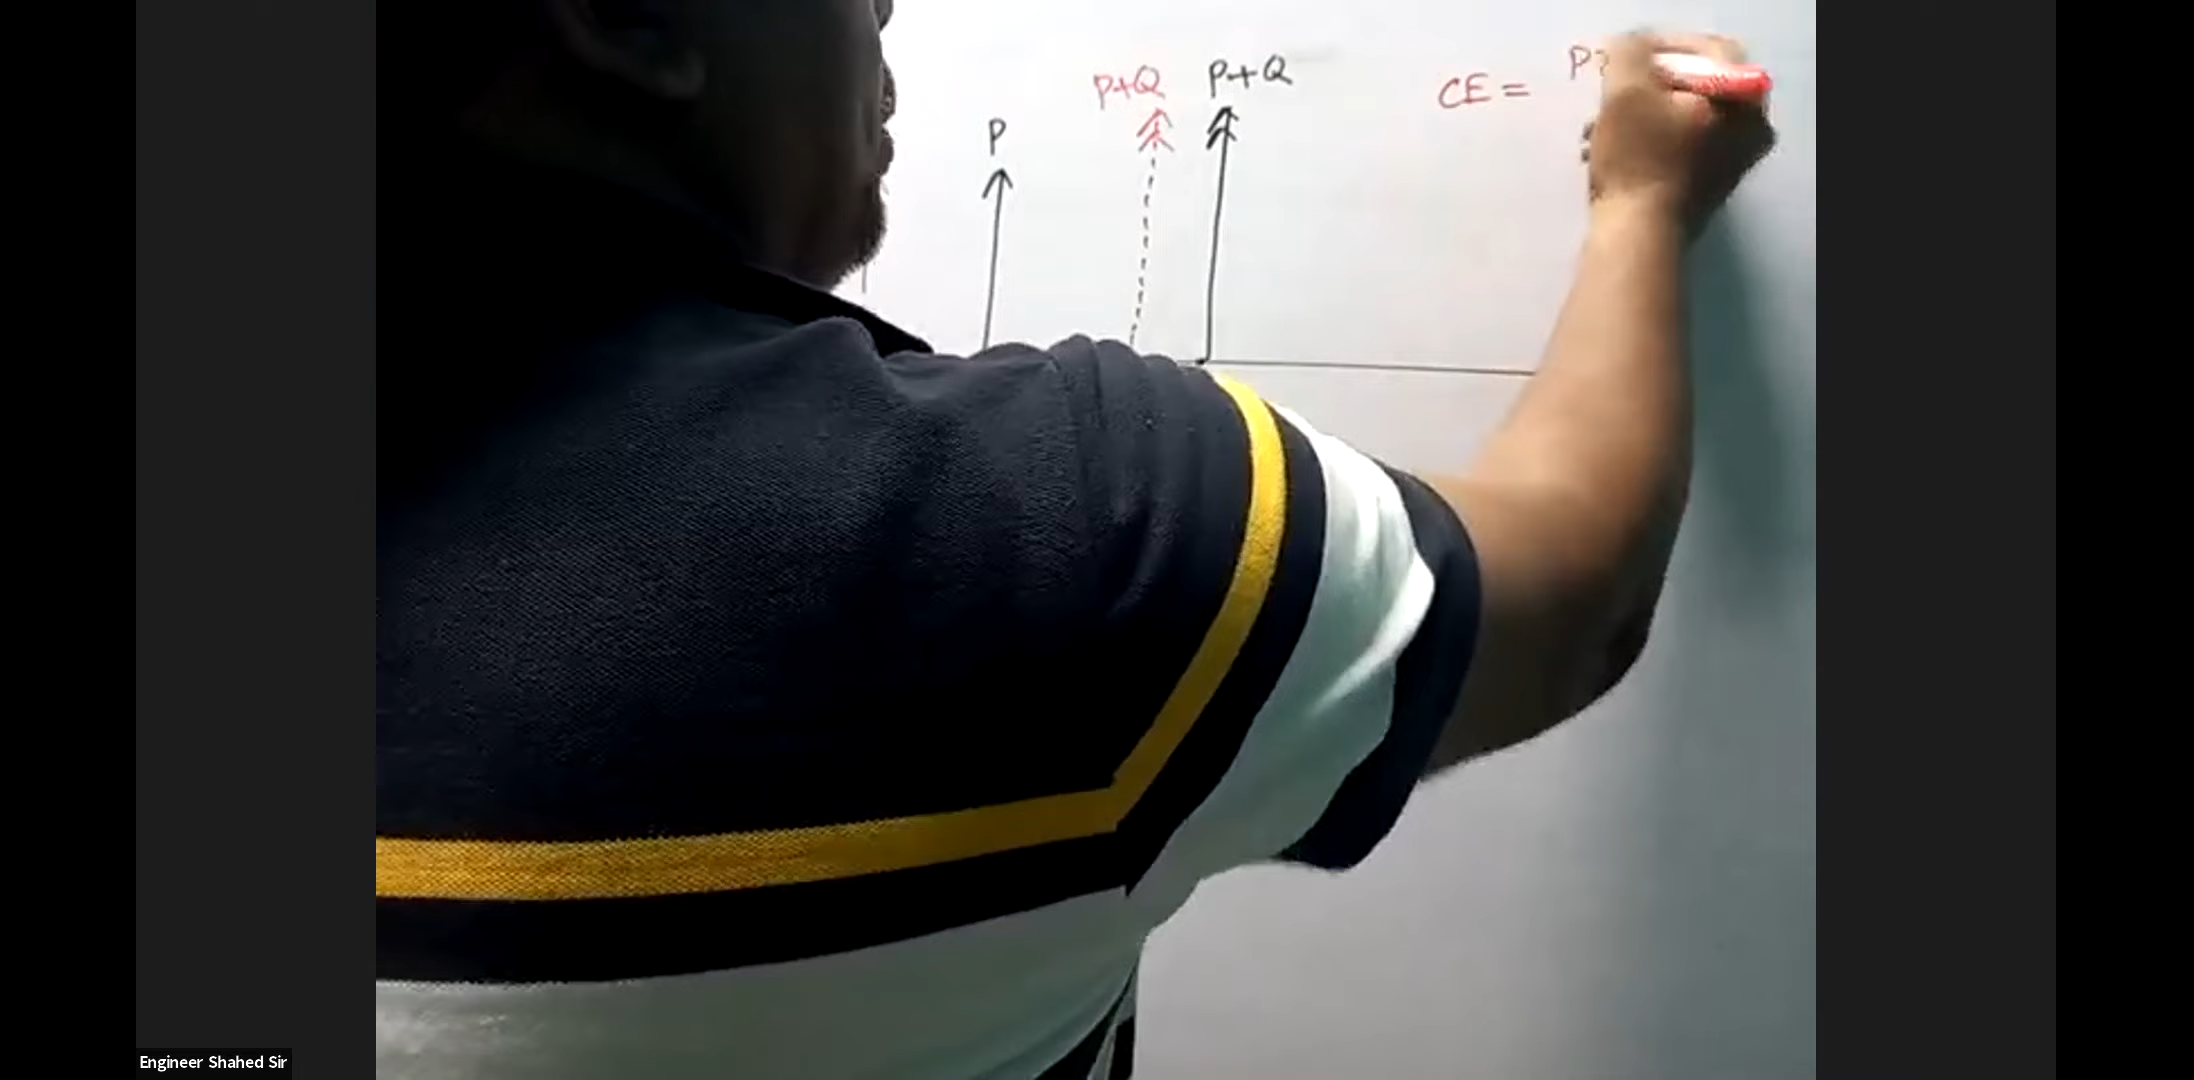 P
P+Q
P+Q
CE =
Engineer Shahed Sir